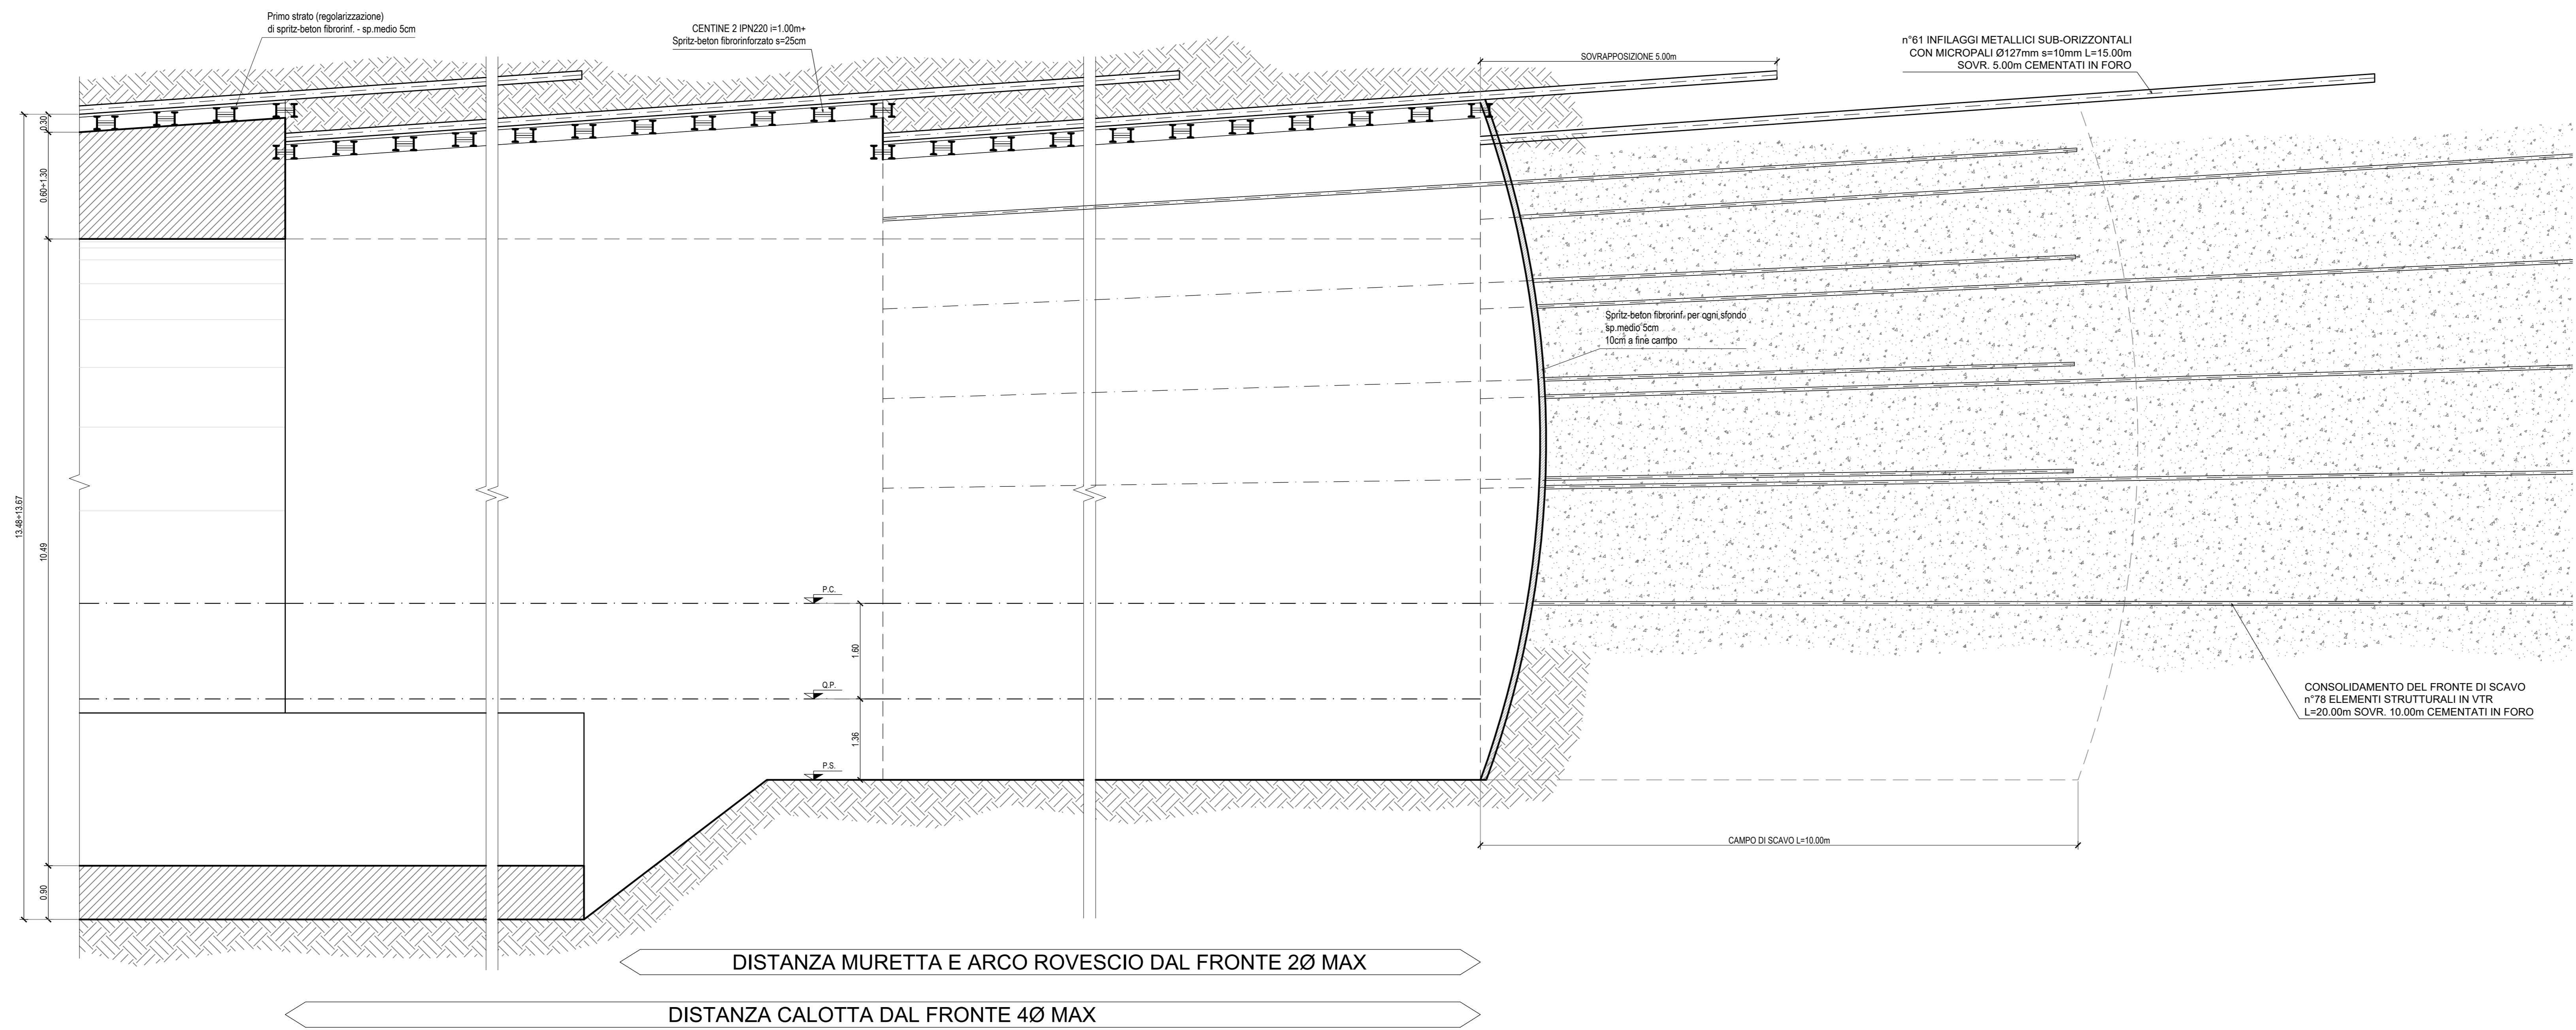 Primo strato (regolarizzazione)
di spritz-beton fibrorinf. - sp.medio 5cm
CENTINE 2 IPN220 i=1.00m+
Spritz-beton fibrorinforzato s=25cm
SOVRAPPOSIZIONE 5.00m
n°61 INFILAGGI METALLICI SUB-ORIZZONTALI
CON MICROPALI Ø127mm s=10mm L=15.00m
SOVR. 5.00m CEMENTATI IN FORO
0.30
0.60÷1.30
13.48÷13.67
10.49
0.90
Spritz-beton fibrorinf. per ogni sfondo
sp.medio 5cm
10cm a fine campo
P.C.
1.60
Q.P.
1.36
P.S.
CONSOLIDAMENTO DEL FRONTE DI SCAVO
n°78 ELEMENTI STRUTTURALI IN VTR
L=20.00m SOVR. 10.00m CEMENTATI IN FORO
CAMPO DI SCAVO L=10.00m
DISTANZA MURETTA E ARCO ROVESCIO DAL FRONTE 2Ø MAX
DISTANZA CALOTTA DAL FRONTE 4Ø MAX